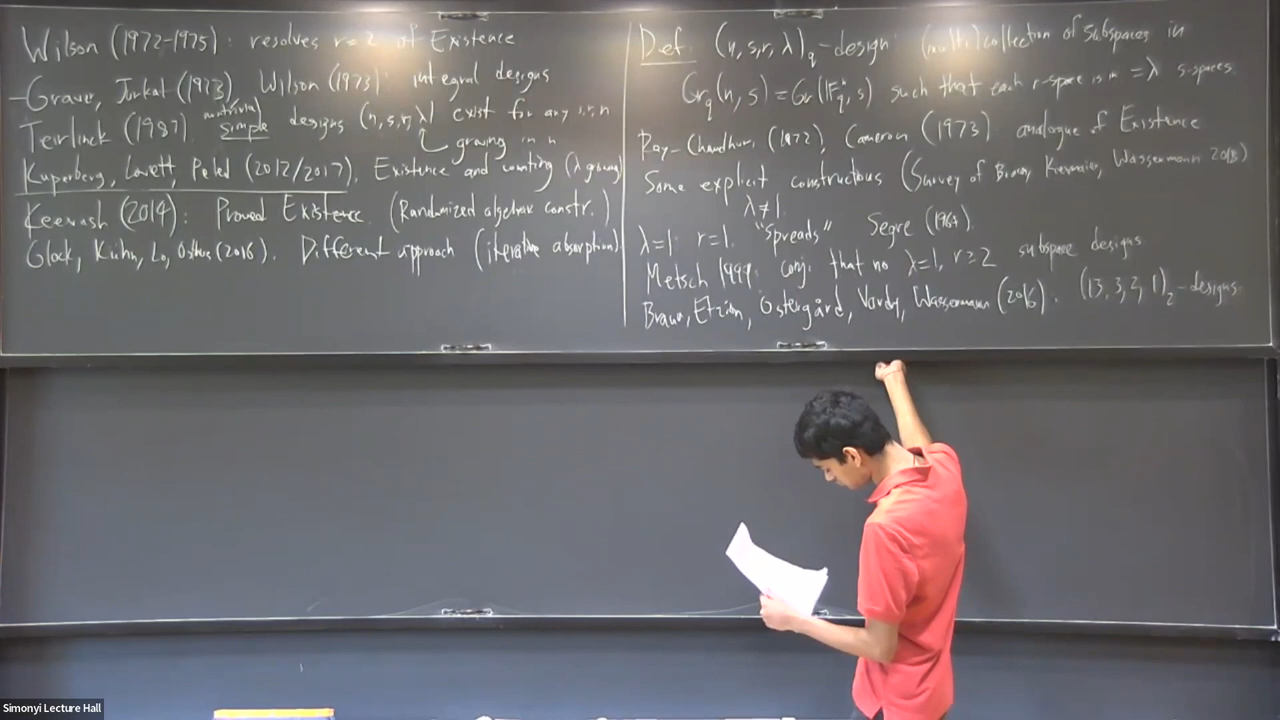 Wilson (1972-1975): resolves r=2 of Existence
- Graver, Jurkat (1973), Wilson (1973): integral designs
nontrivial
Teirlinck (1987): simple designs (n,s,r,λ) exist for any s,r,n
growing in n
Kuperberg, Lovett, Peled (2012/2017): Existence and counting (λ growing)
Keevash (2014): Proved Existence (Randomized algebraic constr.)
Glock, Kühn, Lo, Osthus (2016). Different approach (iterative absorption)
Def (n,s,r,λ)_q-design: (multi)collection of subspaces in
Gr_q(n,s) = Gr(F_q^n, s) such that each r-space is in =λ s-spaces.
Ray-Chaudhuri, (1972), Cameron (1973) analogue of Existence
Some explicit constructions (Survey of Braun, Kiermaier, Wassermann 2018)
λ≠1
λ=1: r=1. "Spreads" Segre (1964).
Metsch 1999: conj. that no λ=1, r≥2 subspace designs
Braun, Etzion, Östergård, Vardy, Wassermann (2016). (13,3,2,1)_2-designs.
Simonyi Lecture Hall